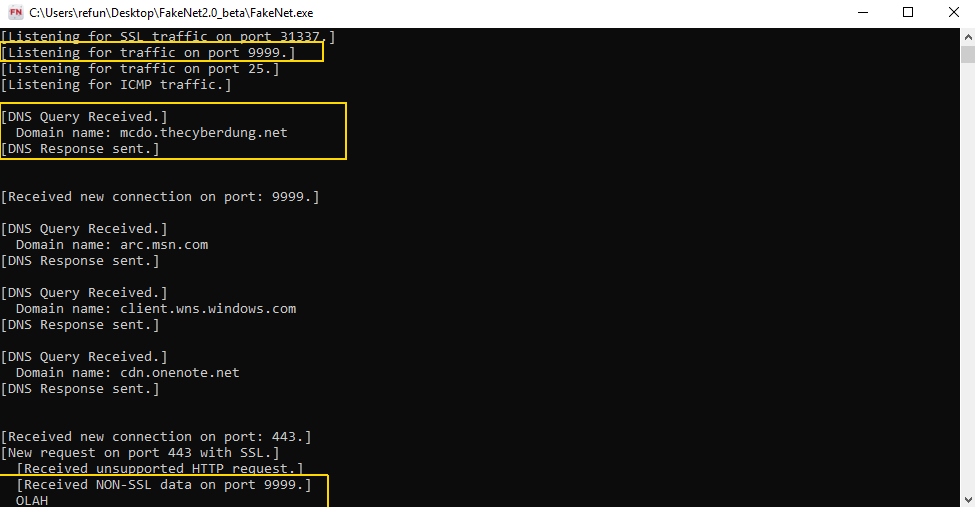 FN C:\Users\refun\Desktop\FakeNet2.0_beta\FakeNet.exe
[Listening for SSL traffic on port 31337.]
[Listening for traffic on port 9999.]
[Listening for traffic on port 25.]
[Listening for ICMP traffic.]
[DNS Query Received.]
Domain name: mcdo.thecyberdung.net
[DNS Response sent.]
[Received new connection on port: 9999.]
[DNS Query Received.]
Domain name: arc.msn.com
[DNS Response sent.]
[DNS Query Received.]
Domain name: client.wns.windows.com
[DNS Response sent.]
[DNS Query Received.]
Domain name: cdn.onenote.net
[DNS Response sent.]
[Received new connection on port: 443.]
[New request on port 443 with SSL.]
[Received unsupported HTTP request.]
[Received NON-SSL data on port 9999.]
OLAH